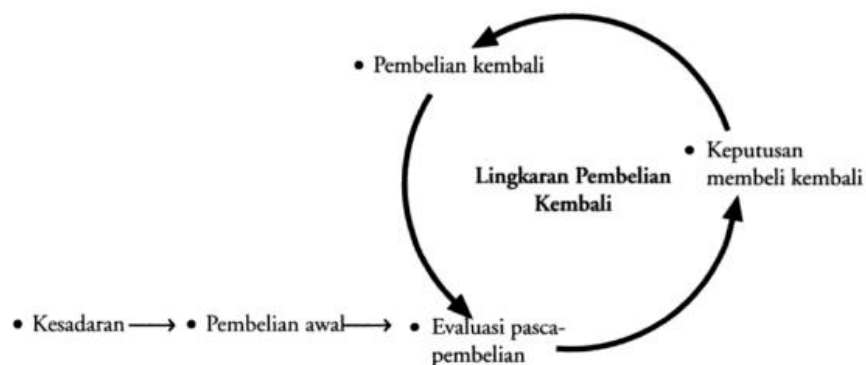 • Pembelian kembali
• Keputusan
membeli kembali
Lingkaran Pembelian
Kembali
• Kesadaran → • Pembelian awal → • Evaluasi pasca-
pembelian